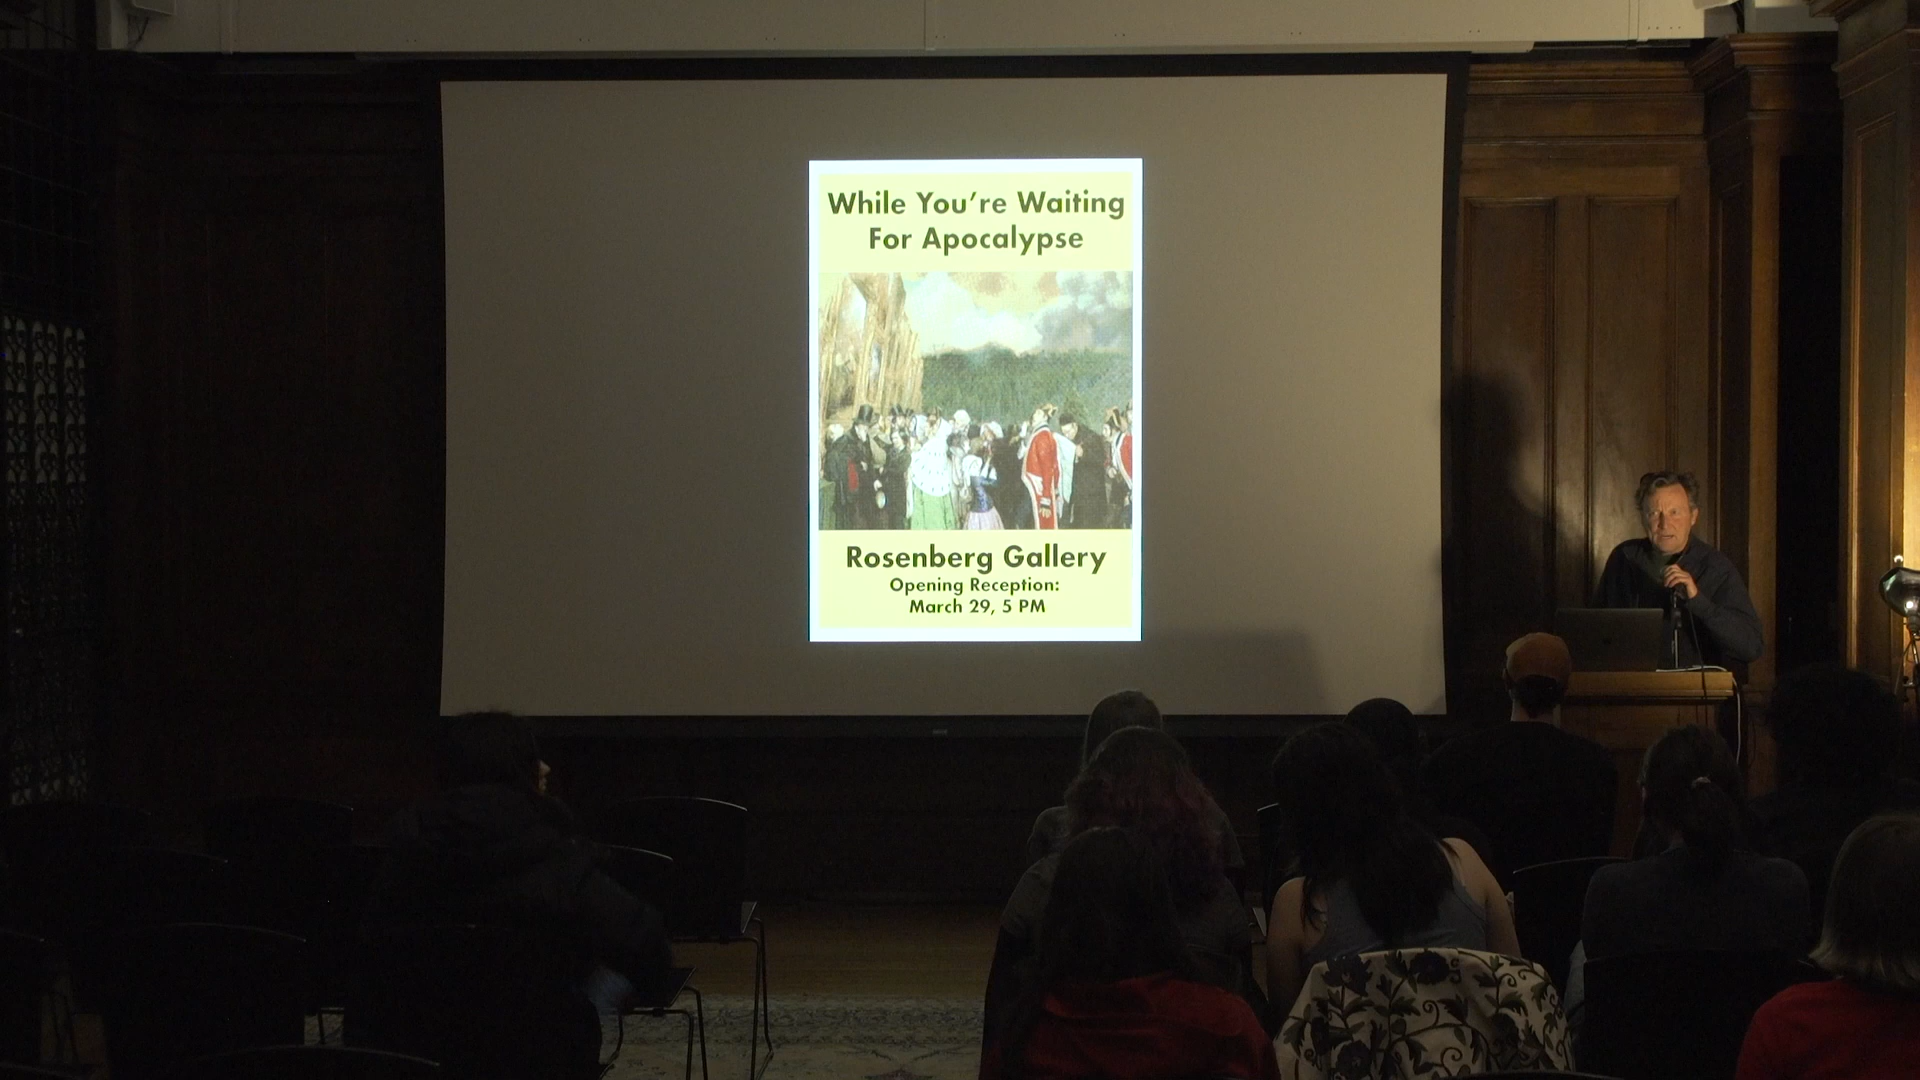 While You're Waiting
For Apocalypse
Rosenberg Gallery
Opening Reception:
March 29, 5 PM